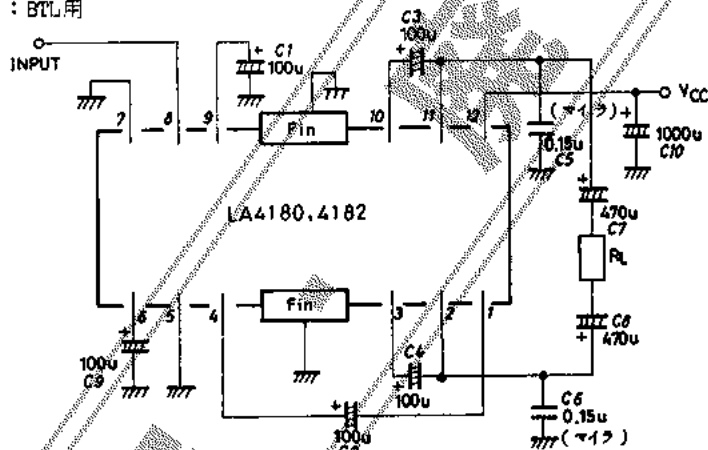 : BTL用
INPUT
C1
100u
C3
100u
7
8
9
Fin
10
11
12
(マイラ)
0.15u
C5
VCC
1000u
C10
470u
C7
RL
LA4180,4182
6
5
4
Fin
3
2
1
100u
C9
C4
100u
C8
470u
100u
C6
0.15u
(マイラ)